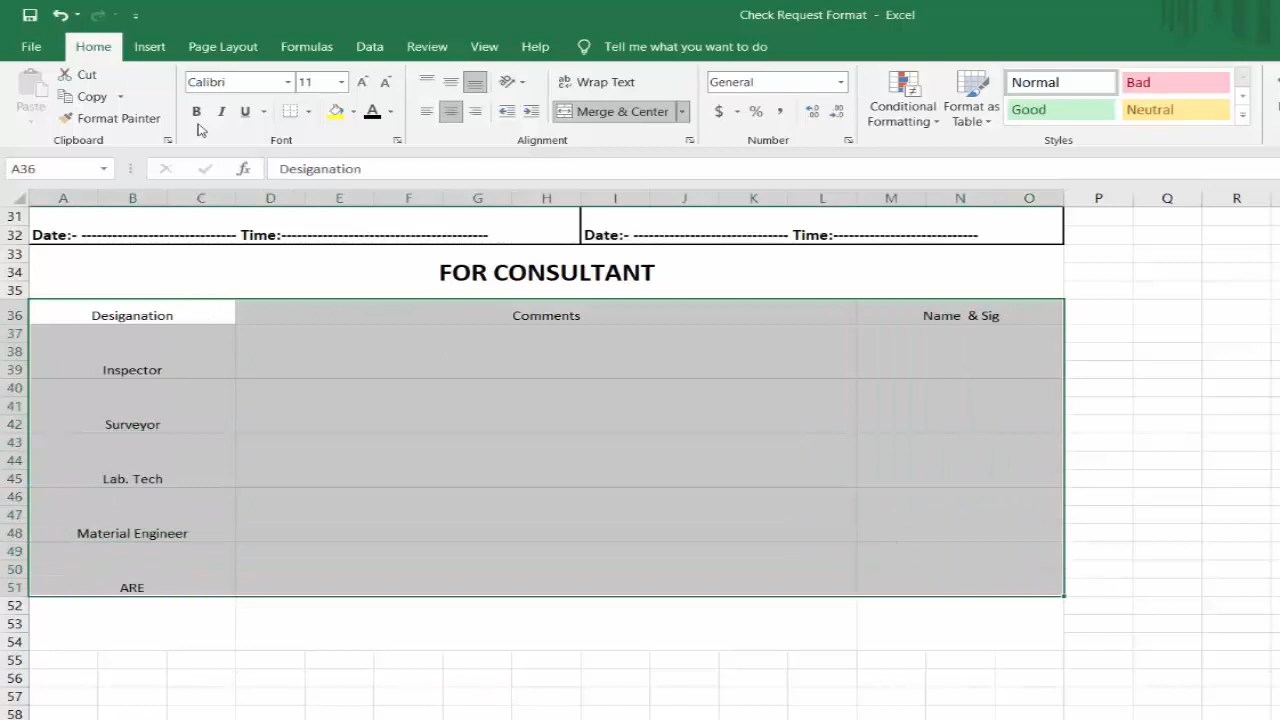 Check Request Format - Excel
File Home Insert Page Layout Formulas Data Review View Help Tell me what you want to do
Paste Cut Copy Format Painter Clipboard
Calibri 11 B I U A Font
Wrap Text Merge & Center Alignment
General $ % , Number
Conditional Formatting Format as Table Normal Bad Good Neutral Styles
A36 fx Desiganation
A B C D E F G H I J K L M N O P Q R
31
32 Date:- ------------------------------ Time:---------------------------------------- Date:- ------------------------------ Time:----------------------------
33
34 FOR CONSULTANT
35
36 Desiganation Comments Name & Sig
37
38
39 Inspector
40
41
42 Surveyor
43
44
45 Lab. Tech
46
47
48 Material Engineer
49
50
51 ARE
52
53
54
55
56
57
58